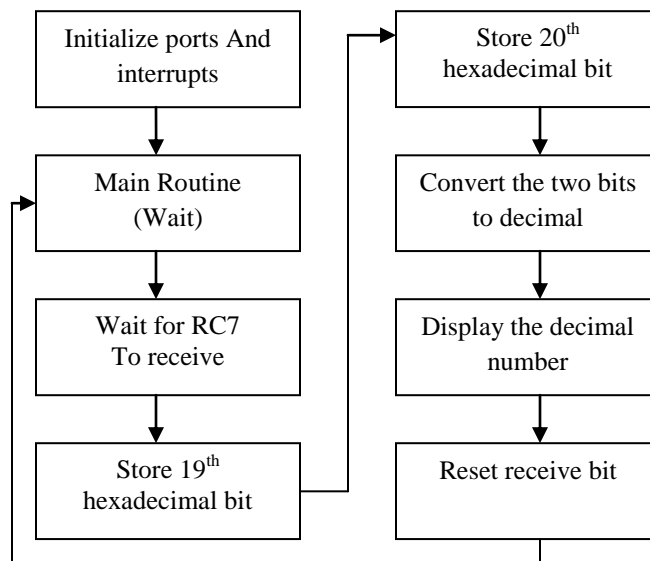 Initialize ports And
interrupts
Main Routine
(Wait)
Wait for RC7
To receive
Store 19th
hexadecimal bit
Store 20th
hexadecimal bit
Convert the two bits
to decimal
Display the decimal
number
Reset receive bit